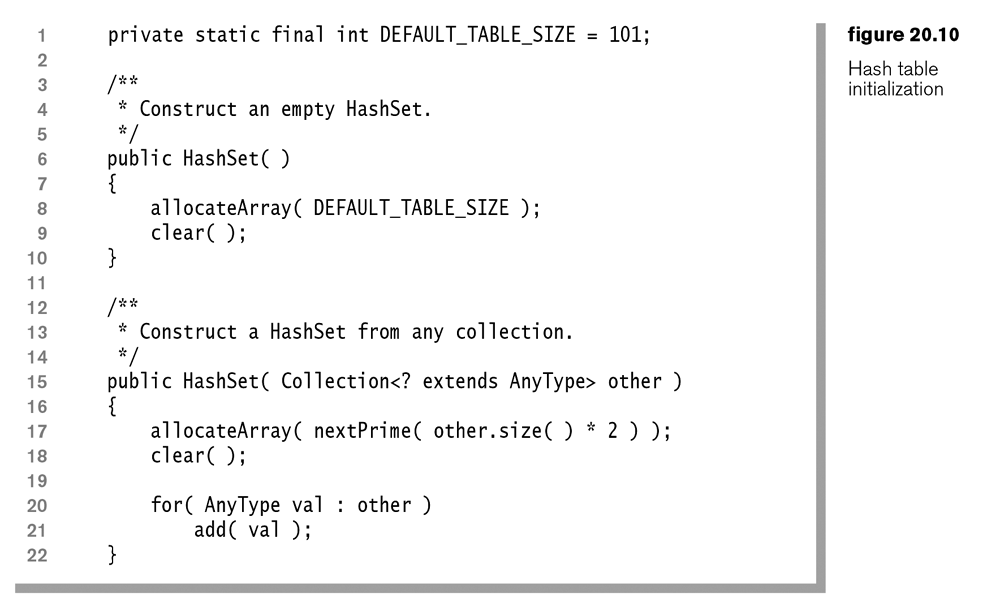 1 private static final int DEFAULT_TABLE_SIZE = 101;
2
3 /**
4 * Construct an empty HashSet.
5 */
6 public HashSet( )
7 {
8 allocateArray( DEFAULT_TABLE_SIZE );
9 clear( );
10 }
11
12 /**
13 * Construct a HashSet from any collection.
14 */
15 public HashSet( Collection<? extends AnyType> other )
16 {
17 allocateArray( nextPrime( other.size( ) * 2 ) );
18 clear( );
19
20 for( AnyType val : other )
21 add( val );
22 }
figure 20.10
Hash table
initialization